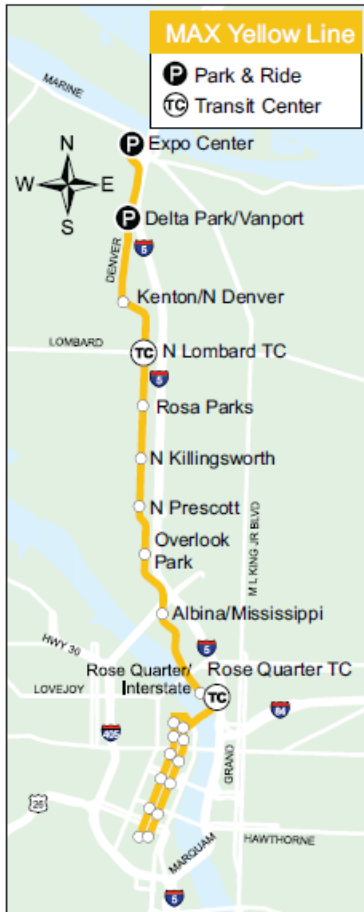 MAX Yellow Line
P Park & Ride
TC Transit Center
MARINE
P Expo Center
N
W E
S
P Delta Park/Vanport
5
DENVER
Kenton/N Denver
LOMBARD
TC N Lombard TC
5
Rosa Parks
N Killingsworth
N Prescott
Overlook
Park
M L KING JR BLVD
Albina/Mississippi
HWY 30
5
Rose Quarter/
Interstate
Rose Quarter TC
LOVEJOY
TC
84
405
GRAND
26
HAWTHORNE
MARQUAM
5